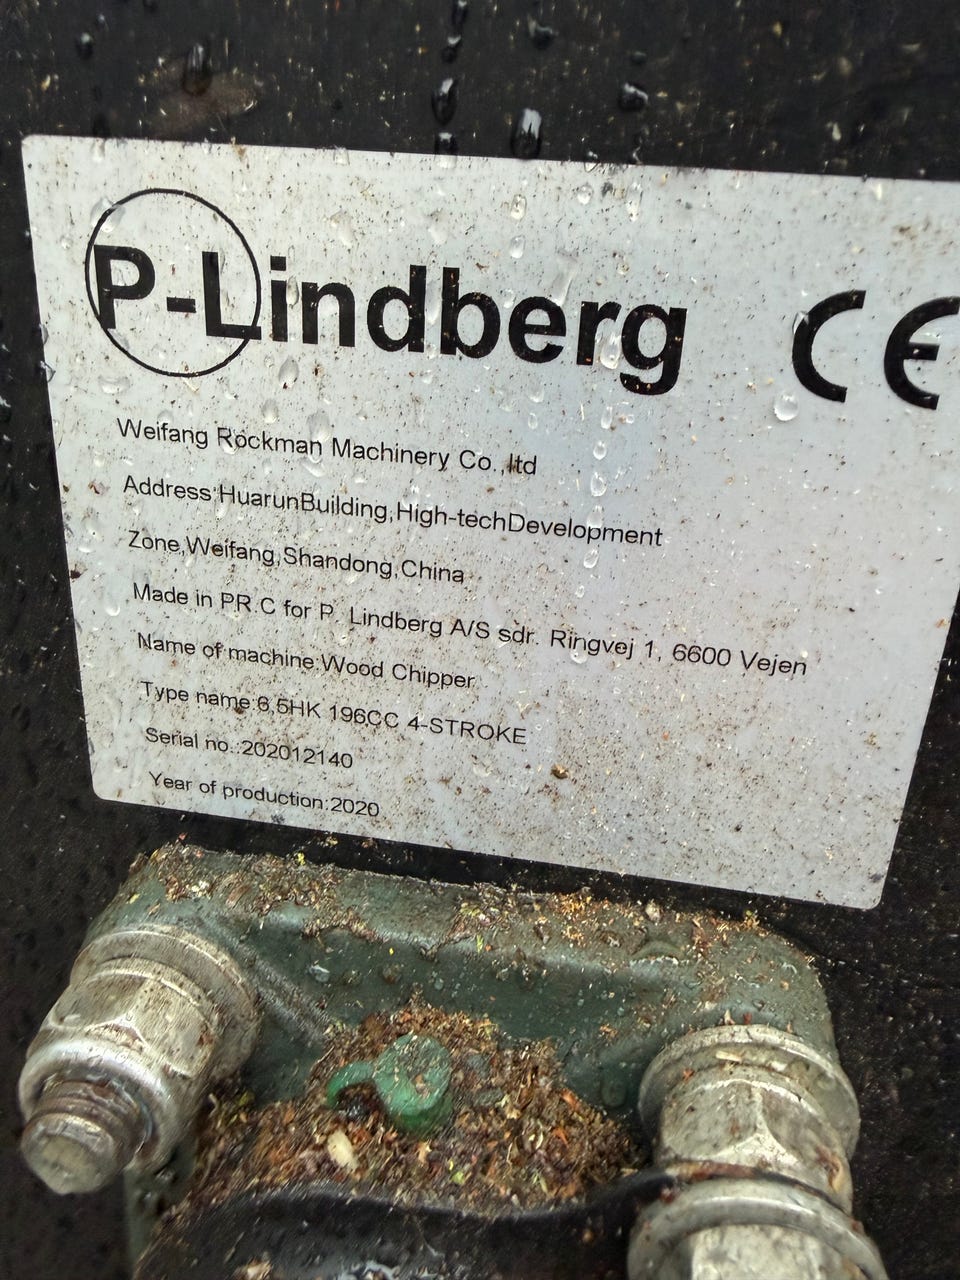 P-Lindberg CE
Weifang Rockman Machinery Co.,ltd
Address:HuarunBuilding,High-techDevelopment
Zone,Weifang,Shandong,China
Made in PR.C for P. Lindberg A/S sdr. Ringvej 1, 6600 Vejen
Name of machine:Wood Chipper
Type name:6,5HK 196CC 4-STROKE
Serial no.:202012140
Year of production:2020